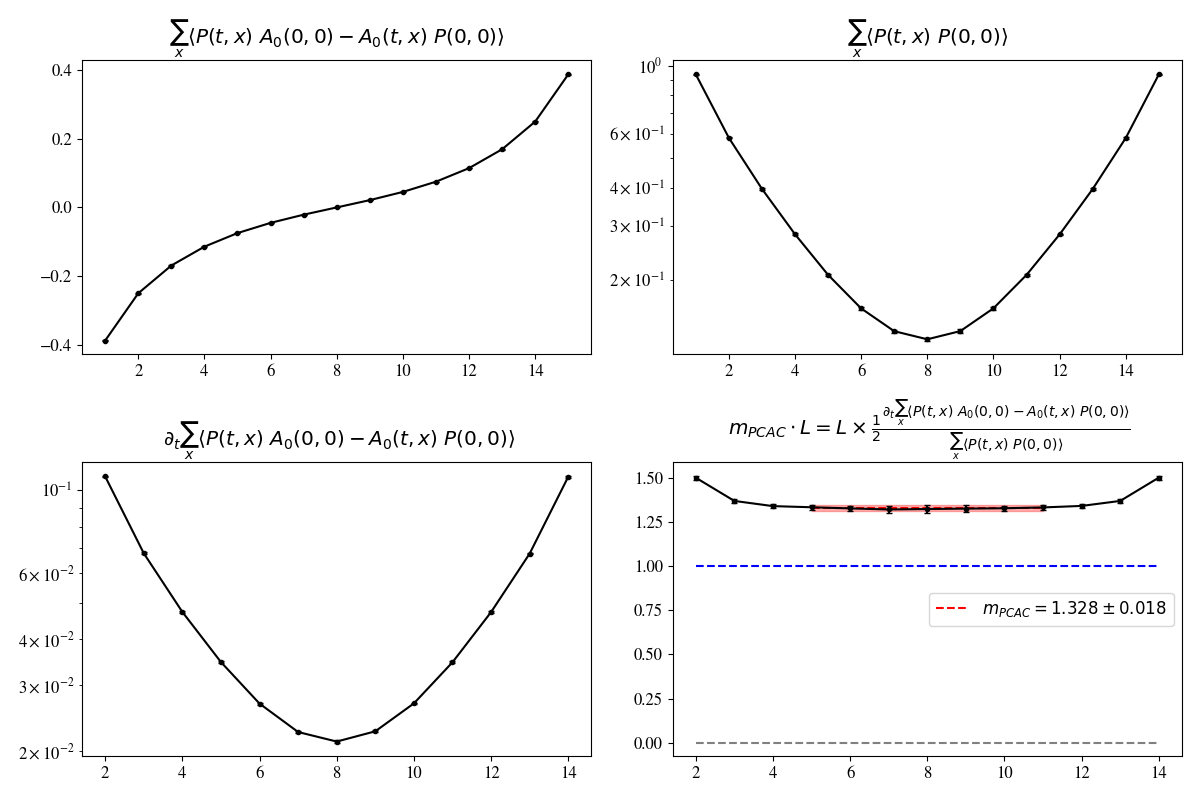 ∑ₓ⟨P(t, x) A₀(0, 0) − A₀(t, x) P(0, 0)⟩
0.4
0.2
0.0
−0.2
−0.4
2 4 6 8 10 12 14
∑ₓ⟨P(t, x) P(0, 0)⟩
10⁰
6 × 10⁻¹
4 × 10⁻¹
3 × 10⁻¹
2 × 10⁻¹
2 4 6 8 10 12 14
∂ₜ∑ₓ⟨P(t, x) A₀(0, 0) − A₀(t, x) P(0, 0)⟩
10⁻¹
6 × 10⁻²
4 × 10⁻²
3 × 10⁻²
2 × 10⁻²
2 4 6 8 10 12 14
m_PCAC · L = L × 1/2 ∂ₜ∑ₓ⟨P(t, x) A₀(0, 0) − A₀(t, x) P(0, 0)⟩ / ∑ₓ⟨P(t, x) P(0, 0)⟩
1.50
1.25
1.00
0.75
0.50
0.25
0.00
m_PCAC = 1.328 ± 0.018
2 4 6 8 10 12 14